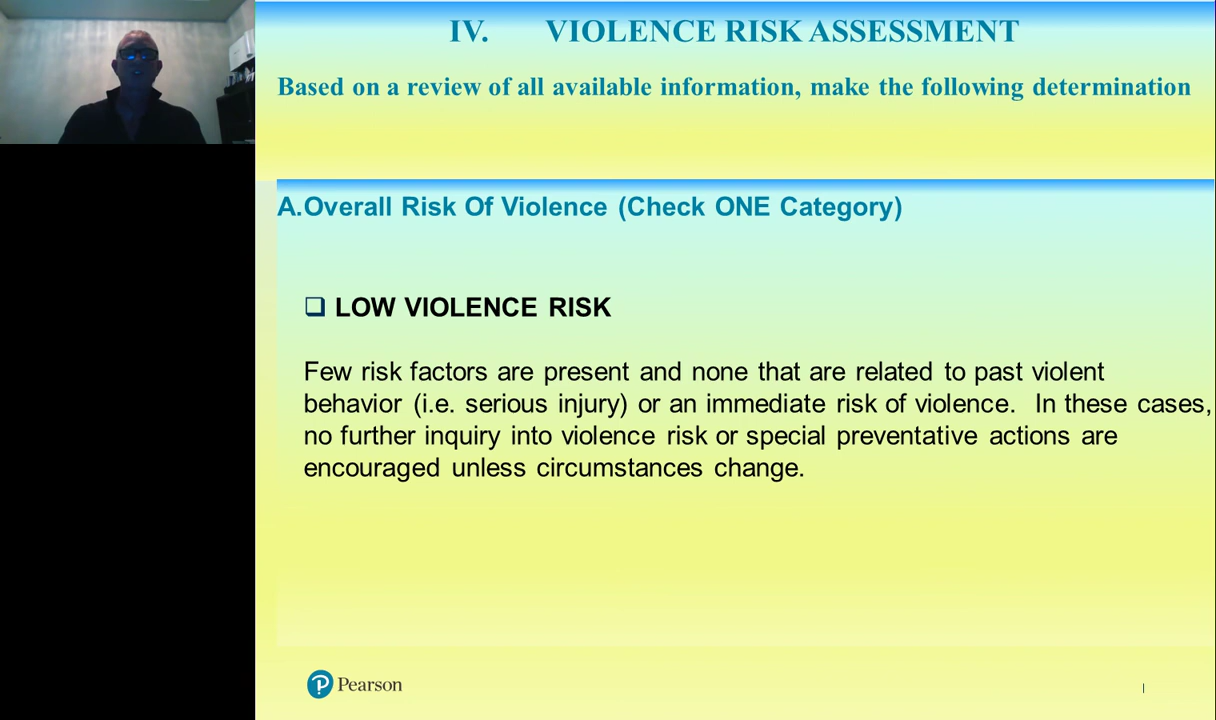 IV. VIOLENCE RISK ASSESSMENT
Based on a review of all available information, make the following determination
A.Overall Risk Of Violence (Check ONE Category)
❑ LOW VIOLENCE RISK
Few risk factors are present and none that are related to past violent
behavior (i.e. serious injury) or an immediate risk of violence. In these cases,
no further inquiry into violence risk or special preventative actions are
encouraged unless circumstances change.
Pearson